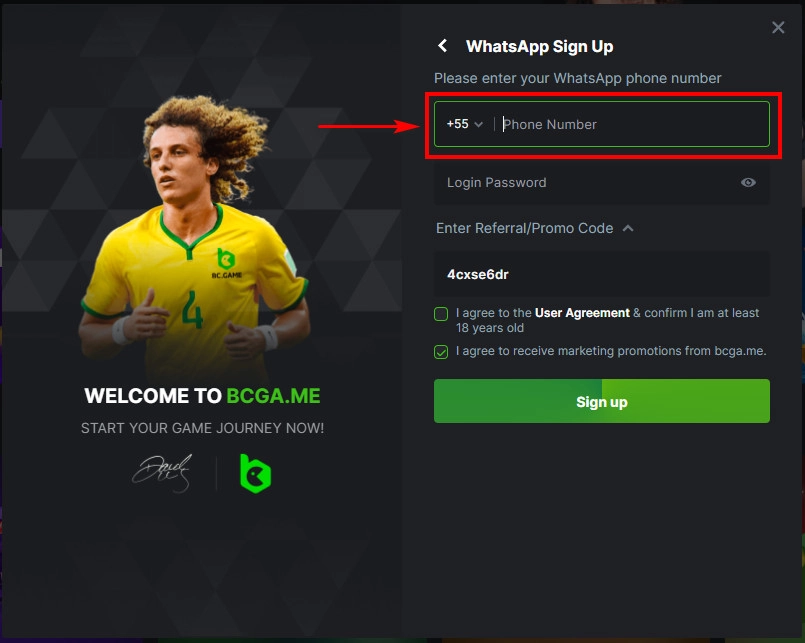 WhatsApp Sign Up
Please enter your WhatsApp phone number
+55
Phone Number
Login Password
Enter Referral/Promo Code
4cxse6dr
I agree to the User Agreement & confirm I am at least
18 years old
I agree to receive marketing promotions from bcga.me.
Sign up
BC.GAME
4
WELCOME TO BCGA.ME
START YOUR GAME JOURNEY NOW!